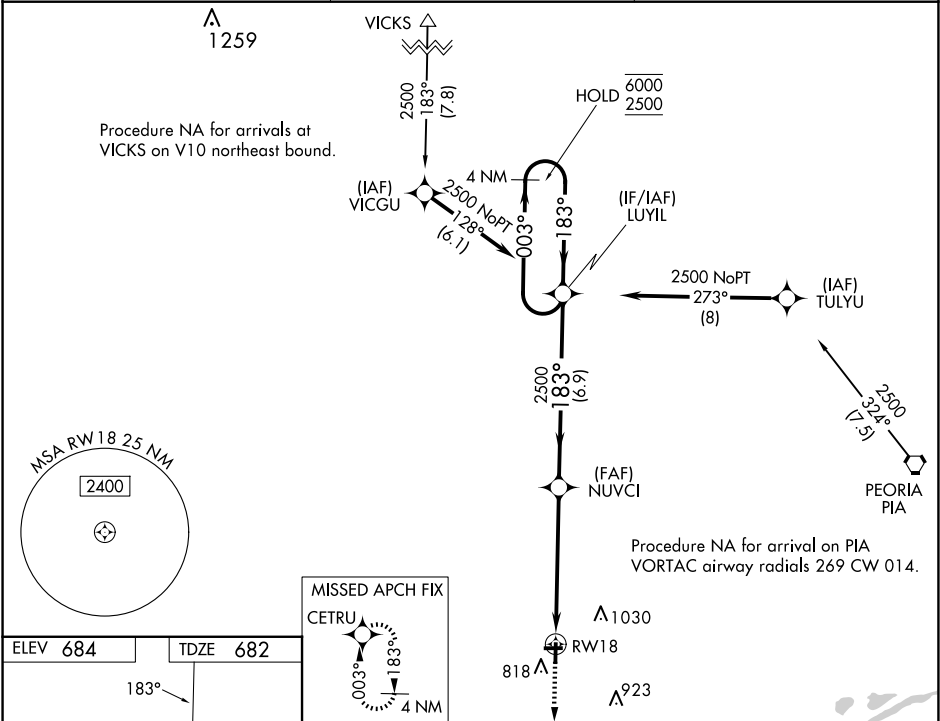 1259
VICKS
2500
183°
(7.8)
HOLD 6000
2500
Procedure NA for arrivals at
VICKS on V10 northeast bound.
4 NM
(IAF)
VICGU
2500 NoPT
128°
(6.1)
003°
183°
(IF/IAF)
LUYIL
2500 NoPT
273°
(8)
(IAF)
TULYU
2500
183°
(6.9)
2500
324°
(7.5)
MSA RW18 25 NM
2400
(FAF)
NUVCI
PEORIA
PIA
Procedure NA for arrival on PIA
VORTAC airway radials 269 CW 014.
MISSED APCH FIX
CETRU
003°
183°
4 NM
1030
RW18
818
923
ELEV 684
TDZE 682
183°